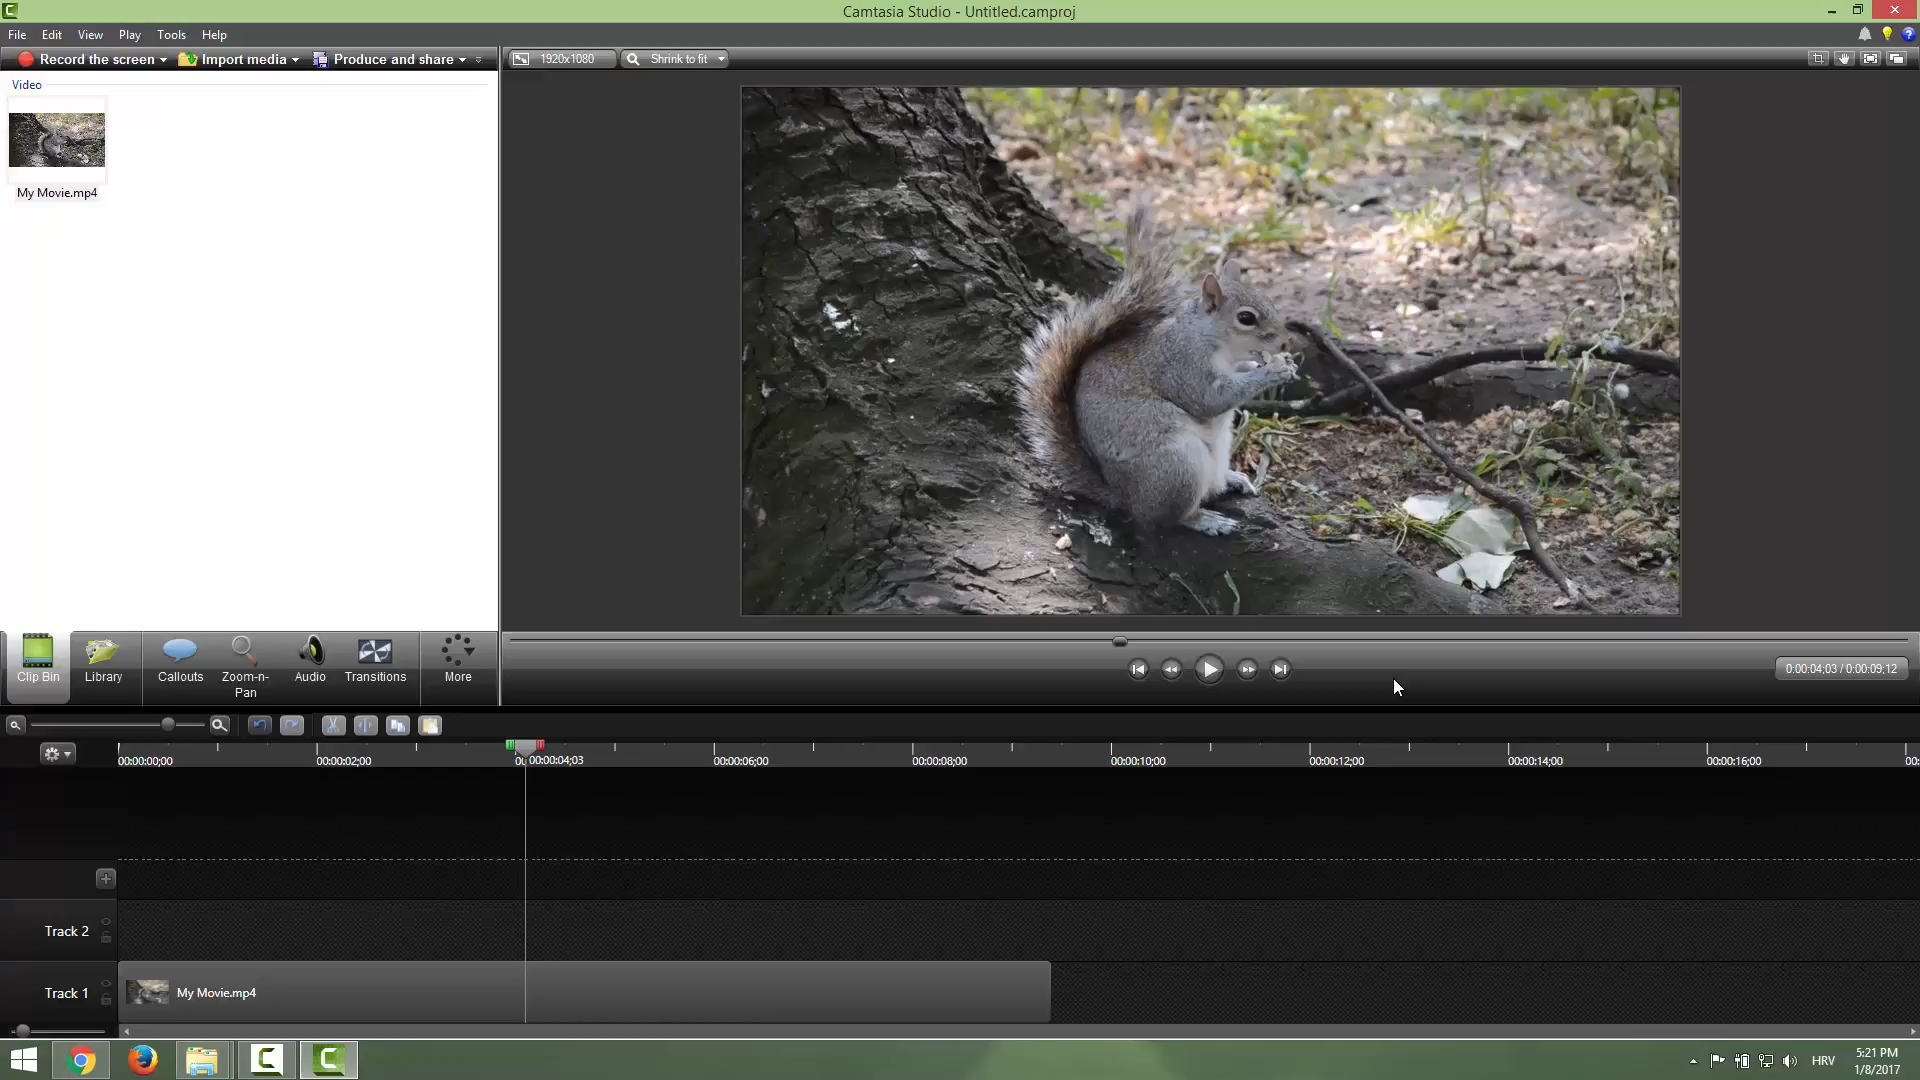 Camtasia Studio - Untitled.camproj
File Edit View Play Tools Help
Record the screen Import media Produce and share
1920x1080 Shrink to fit
Video
My Movie.mp4
Clip Bin Library Callouts Zoom-n-Pan Audio Transitions More
0:00:04;03 / 0:00:09;12
00:00:00;00 00:00:02;00 00:00:04;03 00:00:06;00 00:00:08;00 00:00:10;00 00:00:12;00 00:00:14;00 00:00:16;00 00:
Track 2
Track 1 My Movie.mp4
HRV 5:21 PM
1/8/2017